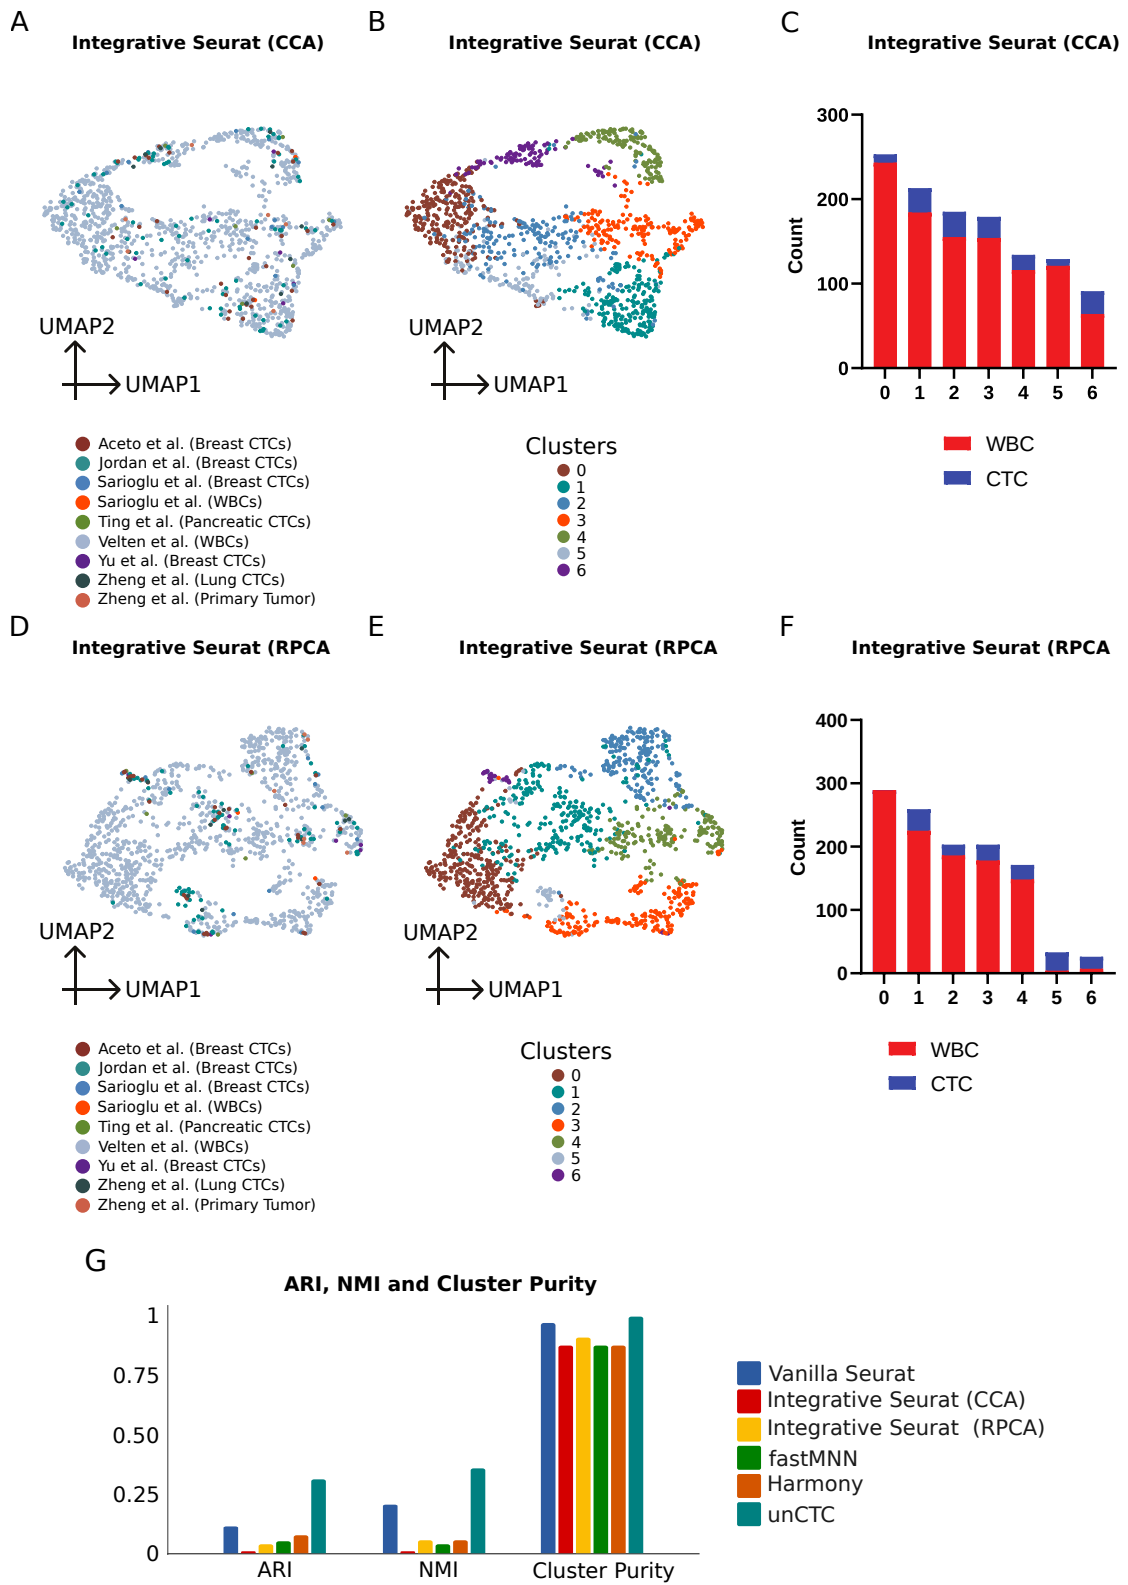 A
Integrative Seurat (CCA)
UMAP2
UMAP1
Aceto et al. (Breast CTCs)
Jordan et al. (Breast CTCs)
Sarioglu et al. (Breast CTCs)
Sarioglu et al. (WBCs)
Ting et al. (Pancreatic CTCs)
Velten et al. (WBCs)
Yu et al. (Breast CTCs)
Zheng et al. (Lung CTCs)
Zheng et al. (Primary Tumor)
B
Integrative Seurat (CCA)
UMAP2
UMAP1
Clusters
0
1
2
3
4
5
6
C
Integrative Seurat (CCA)
Count
300
200
100
0
0 1 2 3 4 5 6
WBC
CTC
D
Integrative Seurat (RPCA
UMAP2
UMAP1
Aceto et al. (Breast CTCs)
Jordan et al. (Breast CTCs)
Sarioglu et al. (Breast CTCs)
Sarioglu et al. (WBCs)
Ting et al. (Pancreatic CTCs)
Velten et al. (WBCs)
Yu et al. (Breast CTCs)
Zheng et al. (Lung CTCs)
Zheng et al. (Primary Tumor)
E
Integrative Seurat (RPCA
UMAP2
UMAP1
Clusters
0
1
2
3
4
5
6
F
Integrative Seurat (RPCA
Count
400
300
200
100
0
0 1 2 3 4 5 6
WBC
CTC
G
ARI, NMI and Cluster Purity
1
0.75
0.50
0.25
0
ARI NMI Cluster Purity
Vanilla Seurat
Integrative Seurat (CCA)
Integrative Seurat (RPCA)
fastMNN
Harmony
unCTC